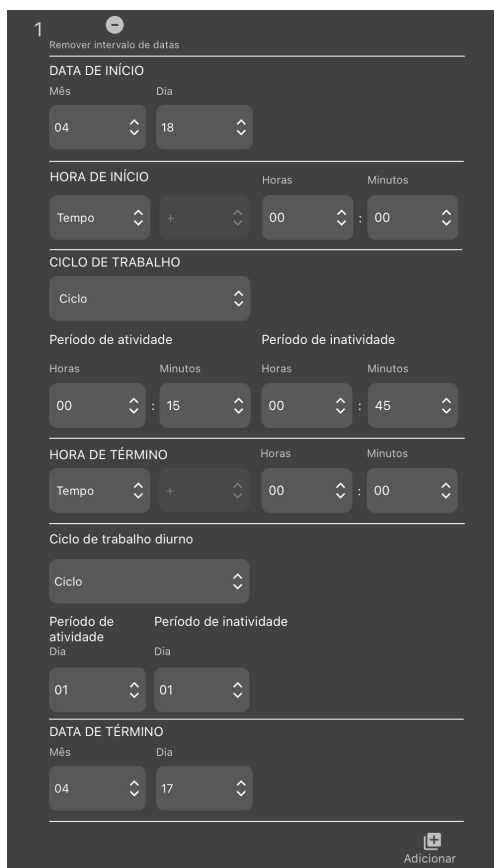 1
Remover intervalo de datas
DATA DE INÍCIO
Mês Dia
04 18
HORA DE INÍCIO Horas Minutos
Tempo + 00 : 00
CICLO DE TRABALHO
Ciclo
Período de atividade Período de inatividade
Horas Minutos Horas Minutos
00 : 15 00 : 45
HORA DE TÉRMINO Horas Minutos
Tempo + 00 : 00
Ciclo de trabalho diurno
Ciclo
Período de atividade Período de inatividade
Dia Dia
01 01
DATA DE TÉRMINO
Mês Dia
04 17
Adicionar